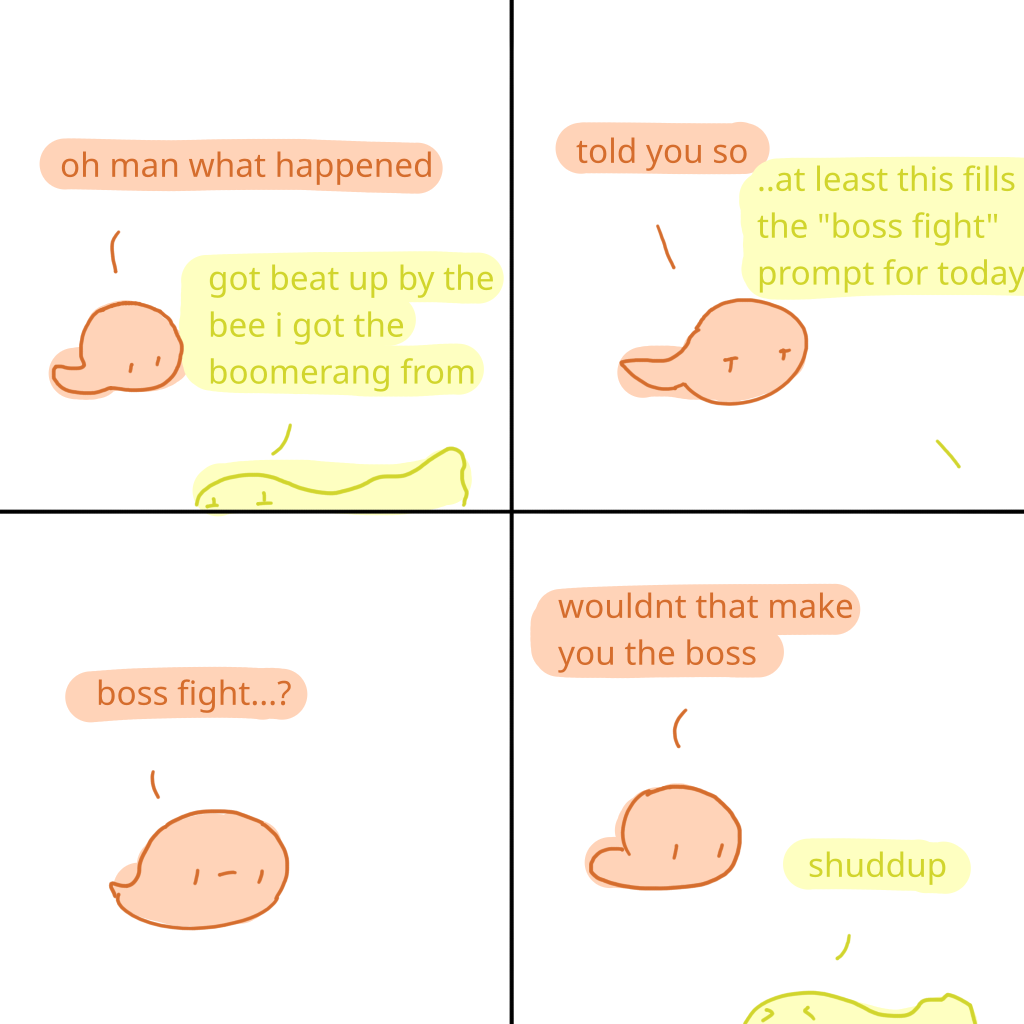 oh man what happened
got beat up by the
bee i got the
boomerang from
told you so
..at least this fills
the "boss fight"
prompt for today
boss fight...?
wouldnt that make
you the boss
shuddup